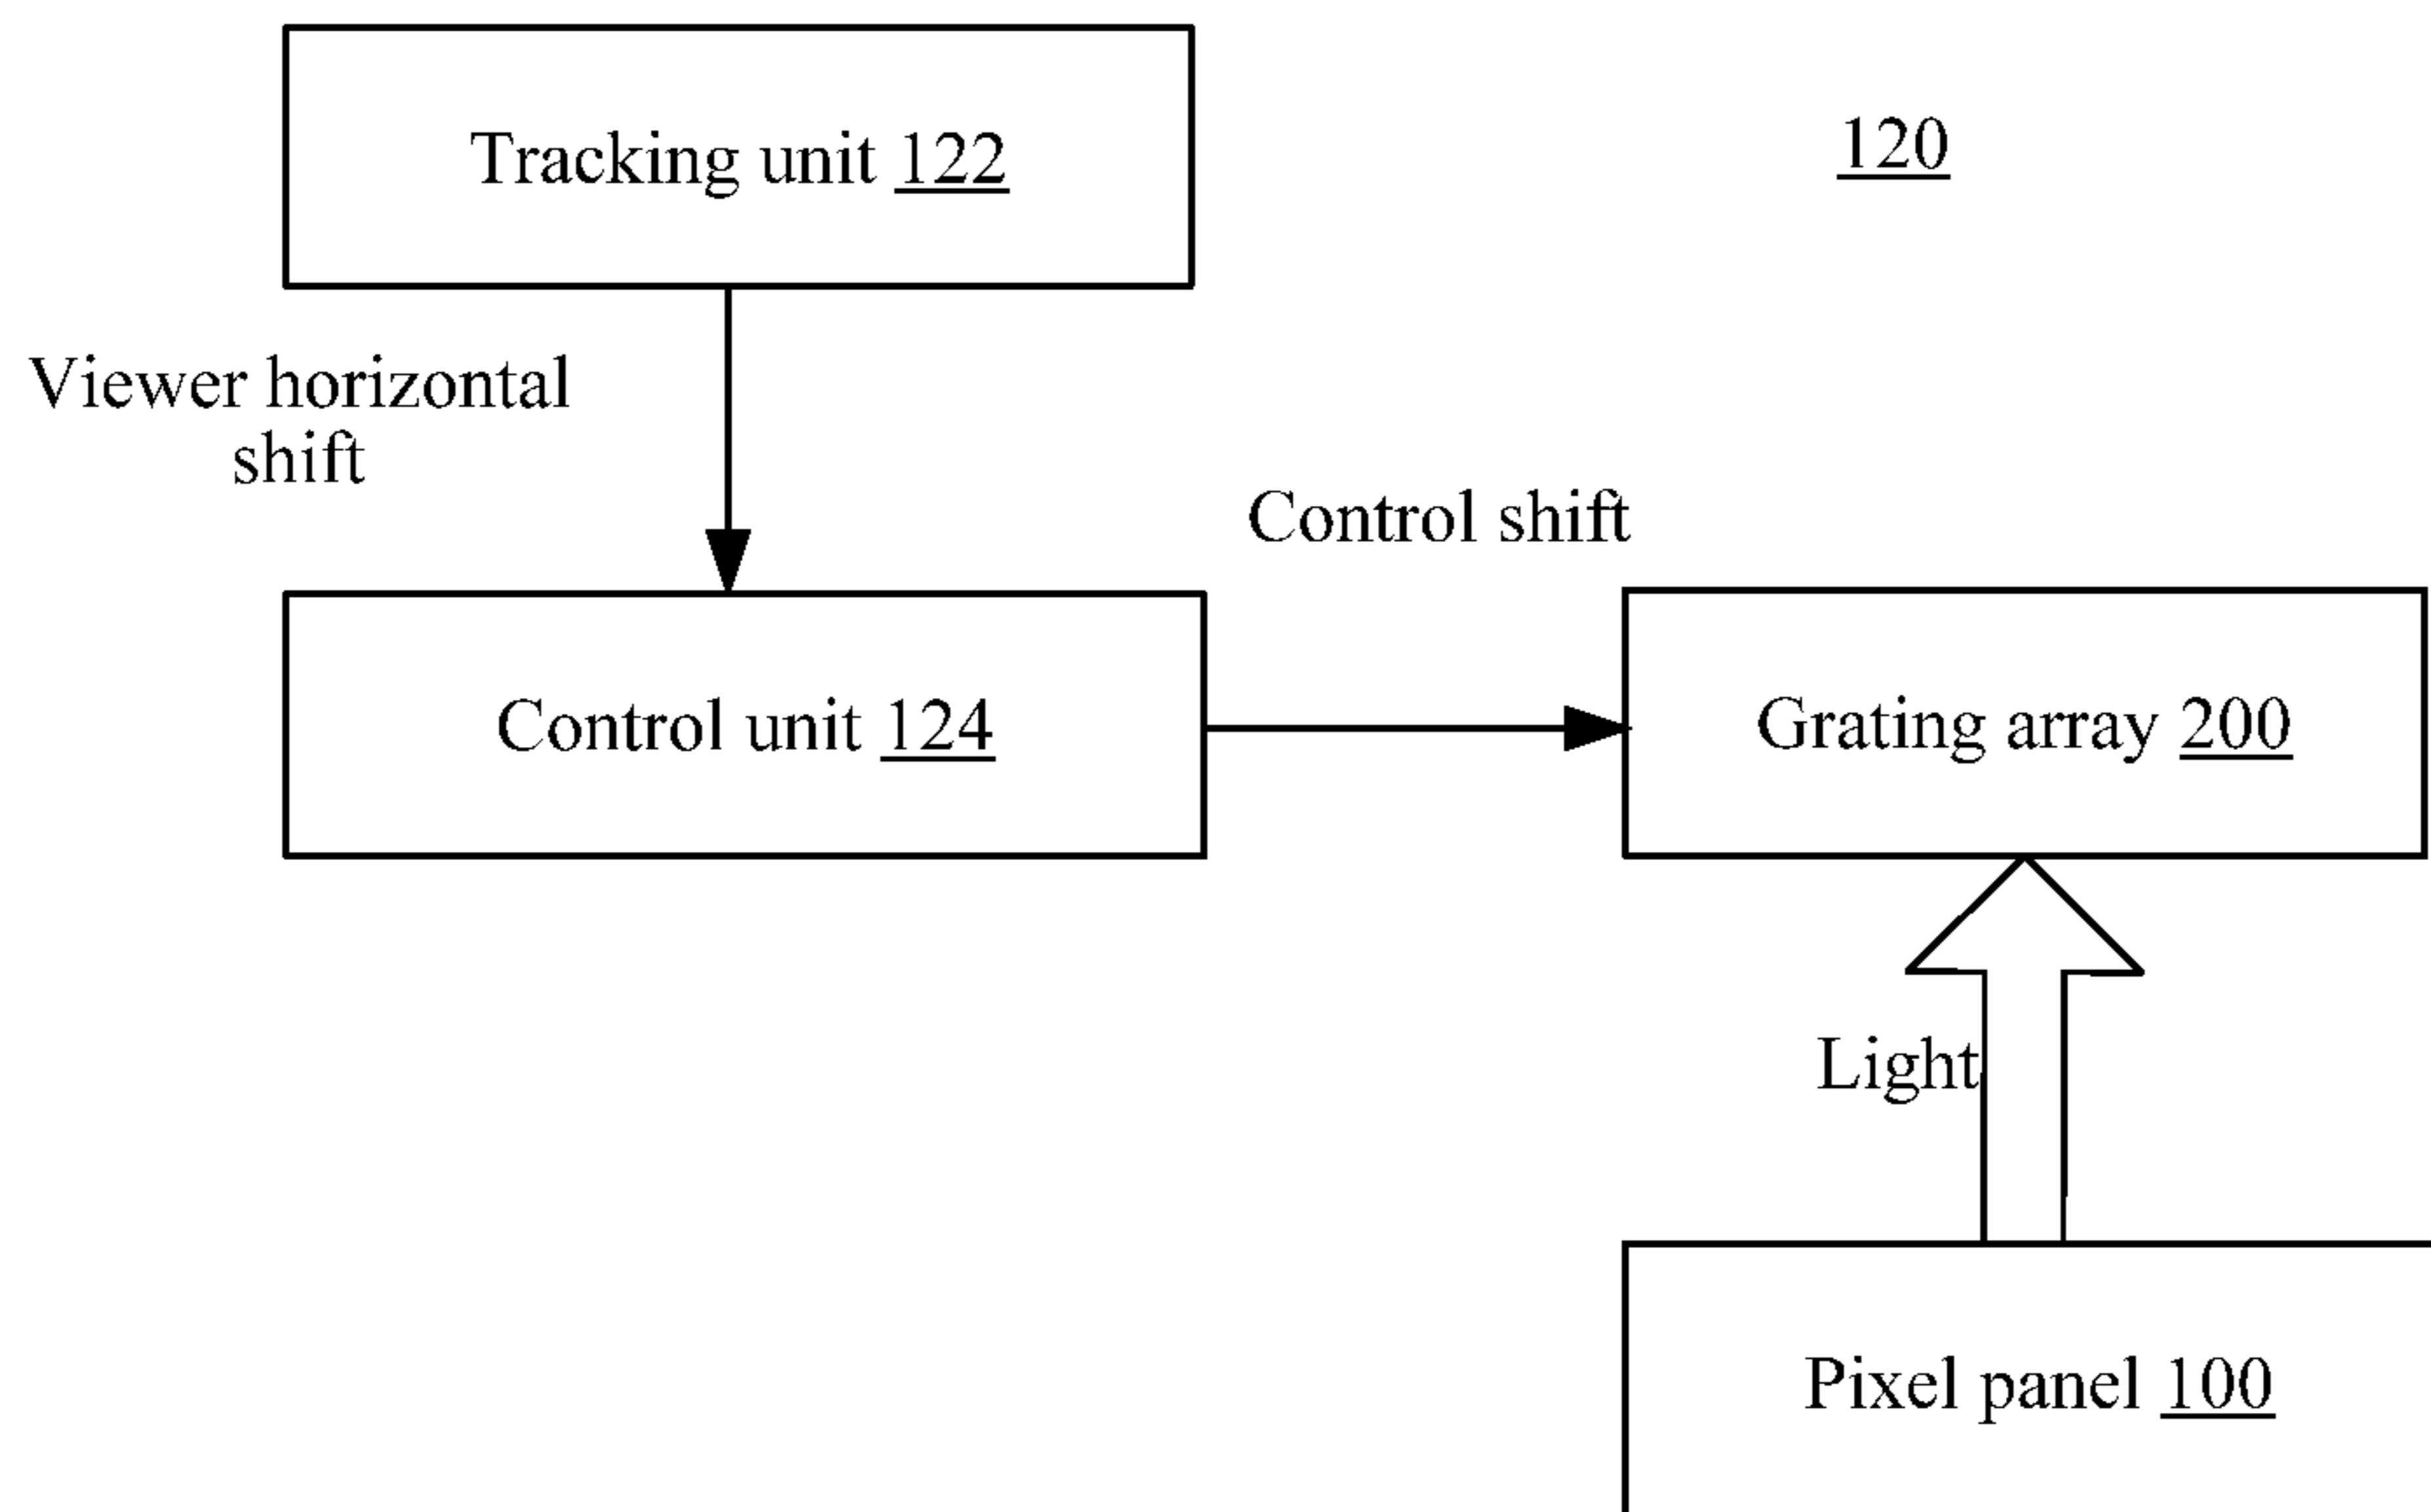 Tracking unit 122
120
Viewer horizontal
shift
Control shift
Control unit 124
Grating array 200
Light
Pixel panel 100